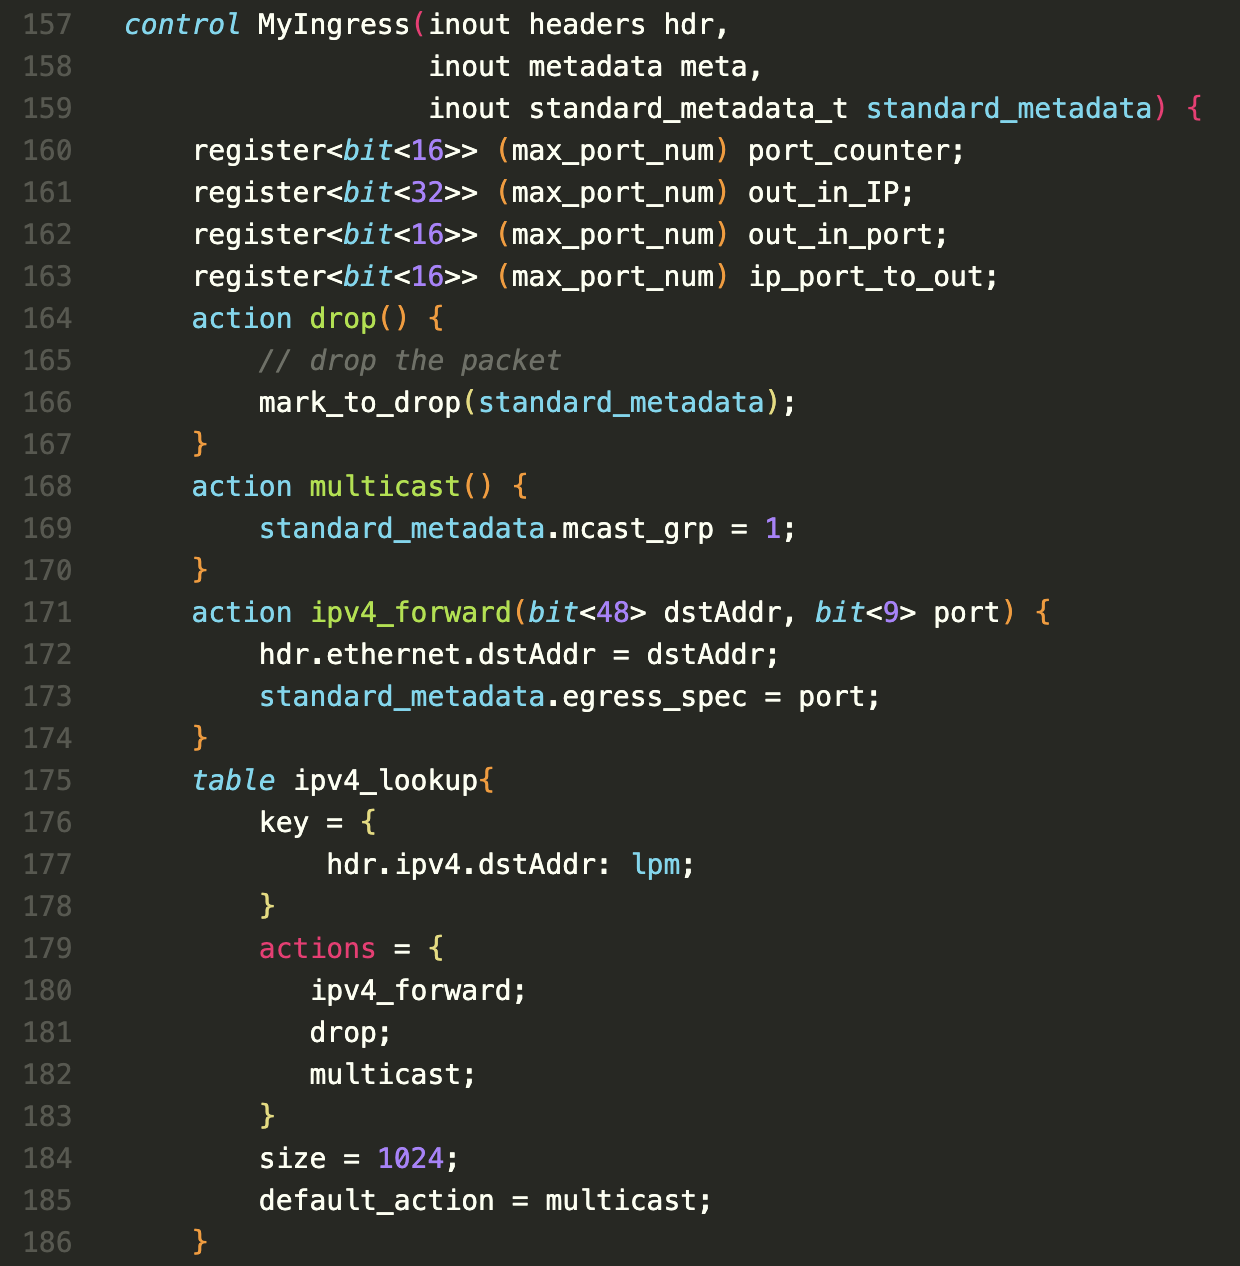 157 control MyIngress(inout headers hdr,
158 inout metadata meta,
159 inout standard_metadata_t standard_metadata) {
160 register<bit<16>> (max_port_num) port_counter;
161 register<bit<32>> (max_port_num) out_in_IP;
162 register<bit<16>> (max_port_num) out_in_port;
163 register<bit<16>> (max_port_num) ip_port_to_out;
164 action drop() {
165 // drop the packet
166 mark_to_drop(standard_metadata);
167 }
168 action multicast() {
169 standard_metadata.mcast_grp = 1;
170 }
171 action ipv4_forward(bit<48> dstAddr, bit<9> port) {
172 hdr.ethernet.dstAddr = dstAddr;
173 standard_metadata.egress_spec = port;
174 }
175 table ipv4_lookup{
176 key = {
177 hdr.ipv4.dstAddr: lpm;
178 }
179 actions = {
180 ipv4_forward;
181 drop;
182 multicast;
183 }
184 size = 1024;
185 default_action = multicast;
186 }